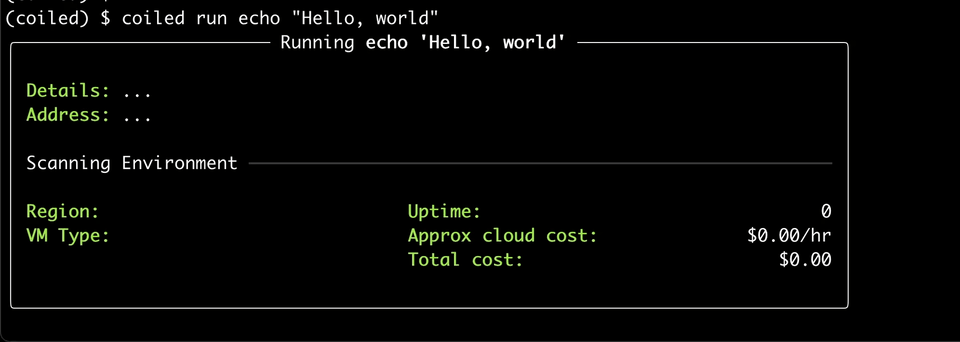 (coiled) $ coiled run echo "Hello, world"
Running echo 'Hello, world'
Details: ...
Address: ...
Scanning Environment
Region: Uptime: 0
VM Type: Approx cloud cost: $0.00/hr
Total cost: $0.00